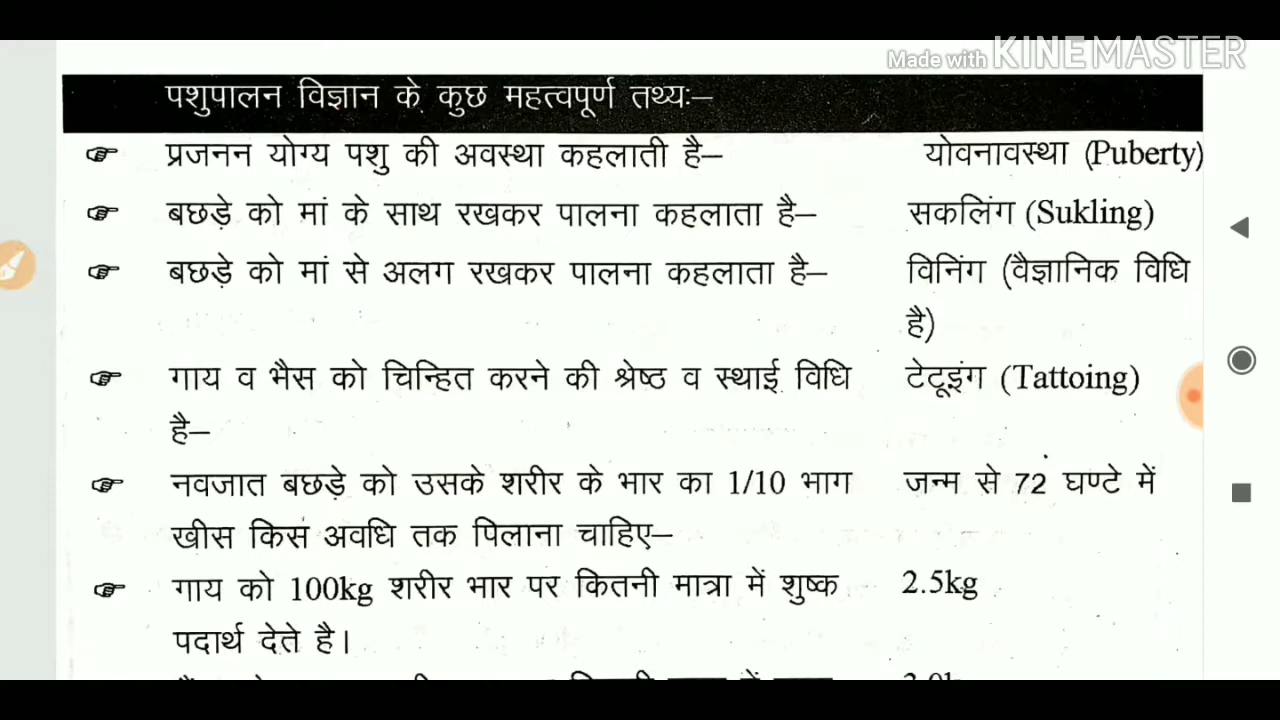 Made with KINEMASTER
पशुपालन विज्ञान के कुछ महत्वपूर्ण तथ्यः–
☞ प्रजनन योग्य पशु की अवस्था कहलाती है– योवनावस्था (Puberty)
☞ बछड़े को मां के साथ रखकर पालना कहलाता है– सकलिंग (Sukling)
☞ बछड़े को मां से अलग रखकर पालना कहलाता है– विनिंग (वैज्ञानिक विधि
है)
☞ गाय व भैस को चिन्हित करने की श्रेष्ठ व स्थाई विधि टेटूइंग (Tattoing)
है–
☞ नवजात बछड़े को उसके शरीर के भार का 1/10 भाग जन्म से 72 घण्टे में
खीस किस अवधि तक पिलाना चाहिए–
☞ गाय को 100kg शरीर भार पर कितनी मात्रा में शुष्क 2.5kg
पदार्थ देते है।